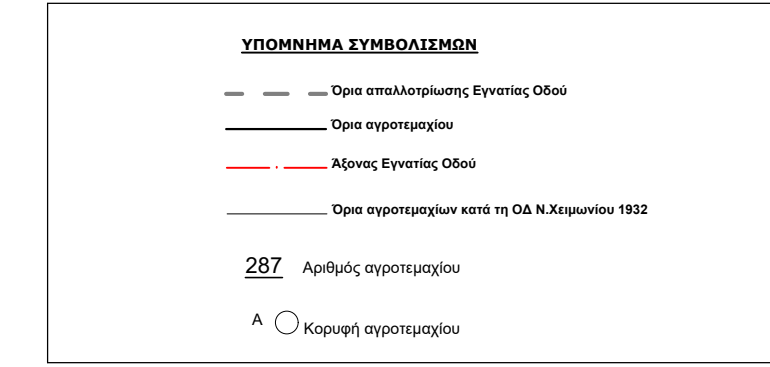 ΥΠΟΜΝΗΜΑ ΣΥΜΒΟΛΙΣΜΩΝ
Όρια απαλλοτρίωσης Εγνατίας Οδού
Όρια αγροτεμαχίου
Άξονας Εγνατίας Οδού
Όρια αγροτεμαχίων κατά τη ΟΔ Ν.Χειμωνίου 1932
287 Αριθμός αγροτεμαχίου
Α Κορυφή αγροτεμαχίου